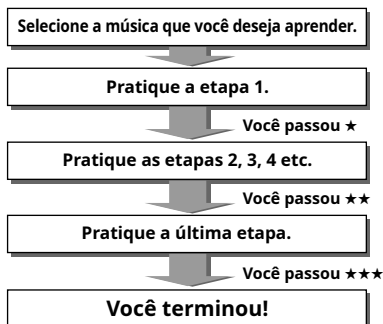 Selecione a música que você deseja aprender.
Pratique a etapa 1.
Você passou ★
Pratique as etapas 2, 3, 4 etc.
Você passou ★★
Pratique a última etapa.
Você passou ★★★
Você terminou!